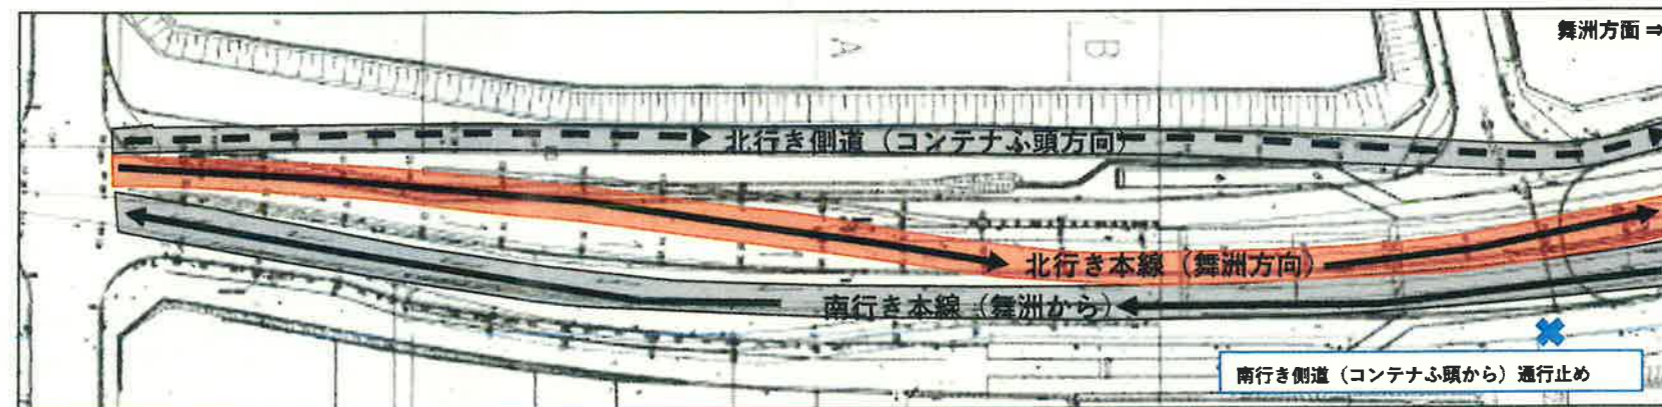 舞洲方面 ⇒
A
B
北行き側道(コンテナふ頭方向)
北行き本線(舞洲方向)
南行き本線(舞洲から)
南行き側道(コンテナふ頭から)通行止め